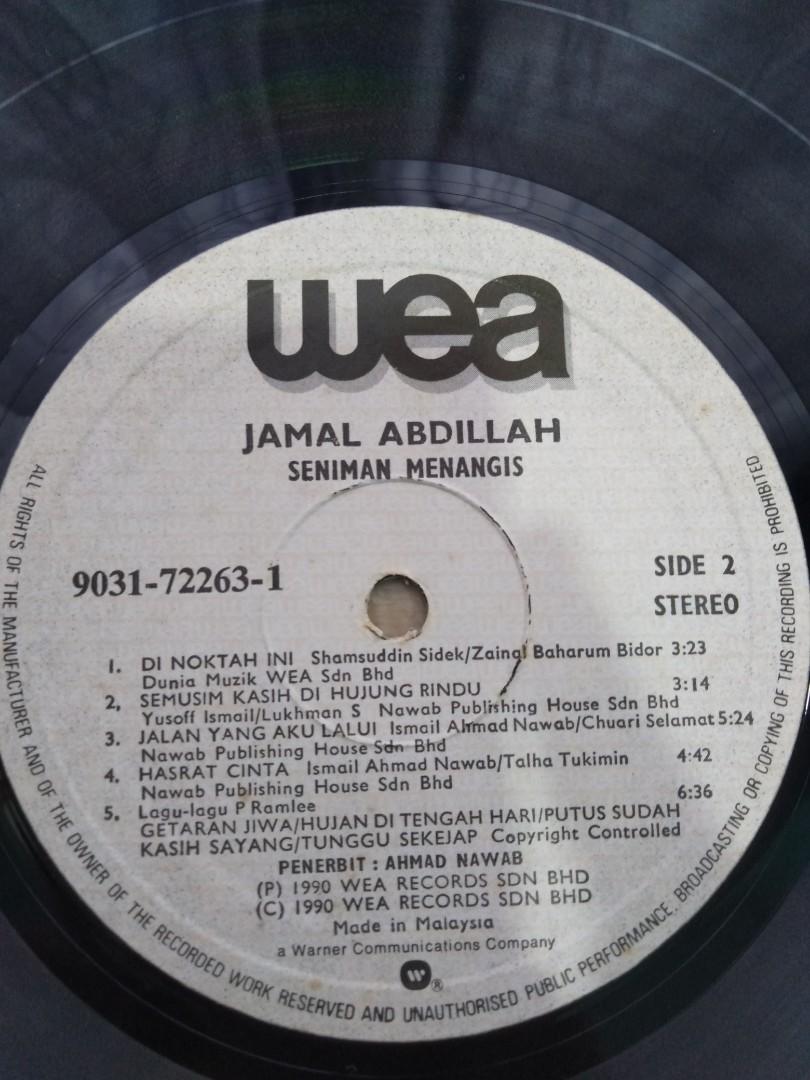 wea
JAMAL ABDILLAH
SENIMAN MENANGIS
9031-72263-1
SIDE 2
STEREO
1. DI NOKTAH INI Shamsuddin Sidek/Zainal Baharum Bidor 3:23
Dunia Muzik WEA Sdn Bhd
2, SEMUSIM KASIH DI HUJUNG RINDU 3:14
Yusoff Ismail/Lukhman S Nawab Publishing House Sdn Bhd
3. JALAN YANG AKU LALUI Ismail Ahmad Nawab/Chuari Selamat 5:24
Nawab Publishing House Sdn Bhd
4. HASRAT CINTA Ismail Ahmad Nawab/Talha Tukimin 4:42
Nawab Publishing House Sdn Bhd
5. Lagu-lagu P Ramlee 6:36
GETARAN JIWA/HUJAN DI TENGAH HARI/PUTUS SUDAH
KASIH SAYANG/TUNGGU SEKEJAP Copyright Controlled
PENERBIT : AHMAD NAWAB
(P) 1990 WEA RECORDS SDN BHD
(C) 1990 WEA RECORDS SDN BHD
Made in Malaysia
a Warner Communications Company
W®
ALL RIGHTS OF THE MANUFACTURER AND OF THE OWNER OF THE RECORDED WORK RESERVED AND UNAUTHORISED PUBLIC PERFORMANCE. BROADCASTING OR COPYING OF THIS RECORDING IS PROHIBITED